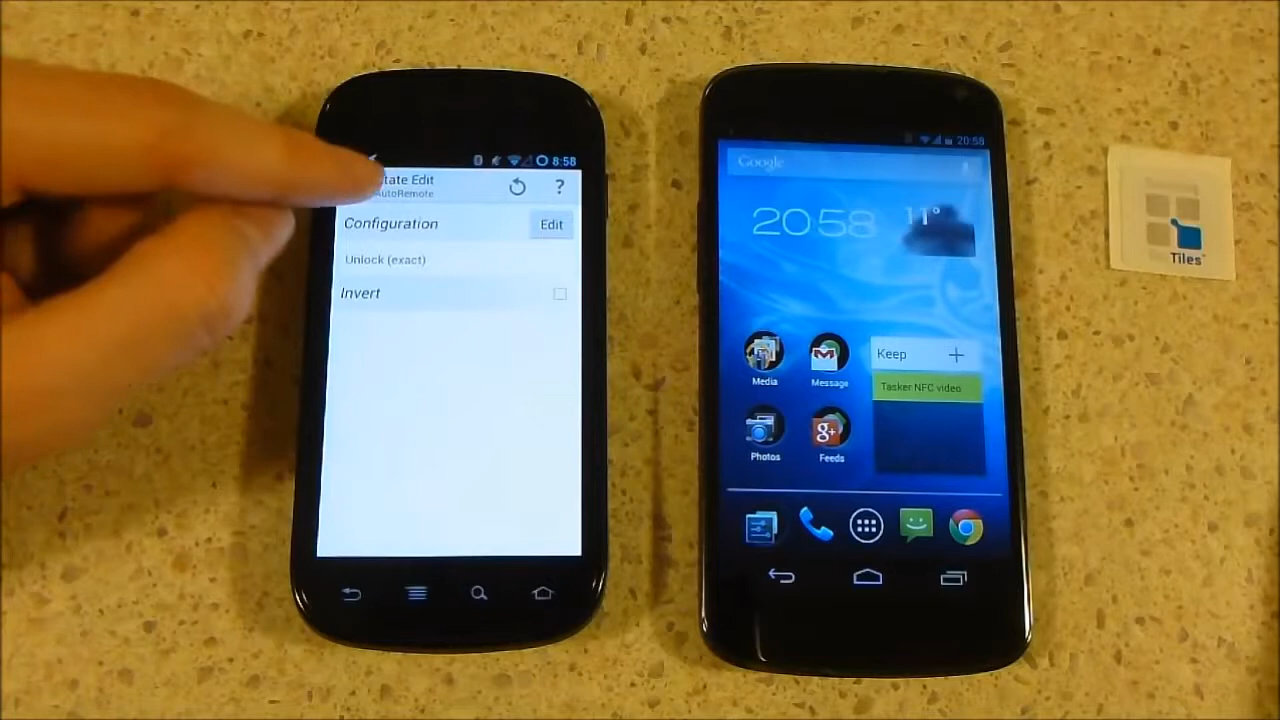 8:58
tate Edit
AutoRemote
?
Configuration
Edit
Unlock (exact)
Invert
20:58
Google
20 58
11°
Keep
Tasker NFC video
Media
Message
Photos
g+
Feeds
Tiles